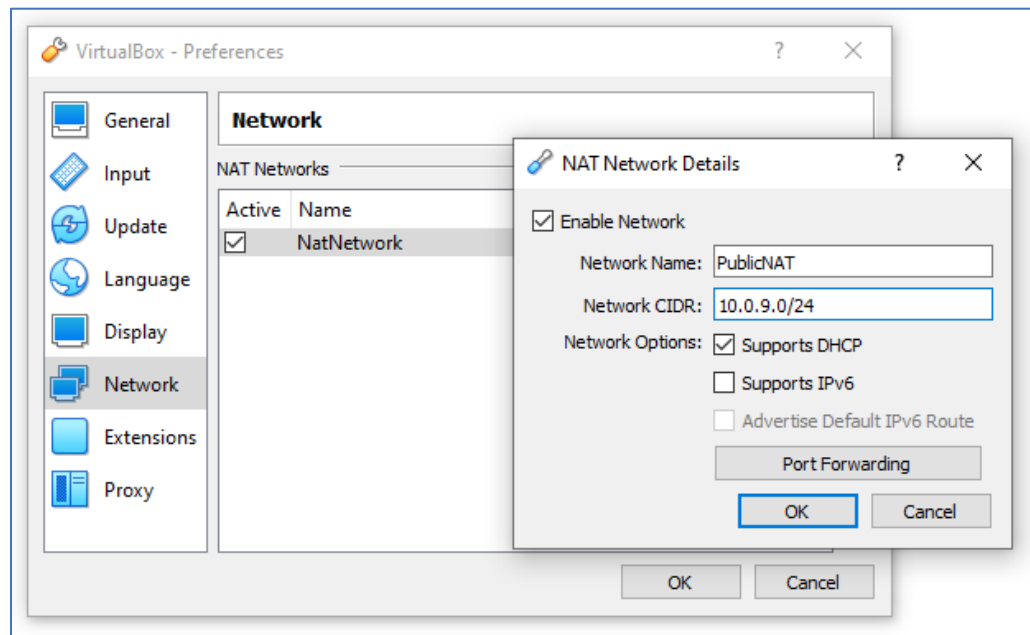 VirtualBox - Preferences
?
General
Input
Update
Language
Display
Network
Extensions
Proxy
Network
NAT Networks
Active Name
NatNetwork
OK Cancel
NAT Network Details
?
Enable Network
Network Name: PublicNAT
Network CIDR: 10.0.9.0/24
Network Options: Supports DHCP
Supports IPv6
Advertise Default IPv6 Route
Port Forwarding
OK Cancel